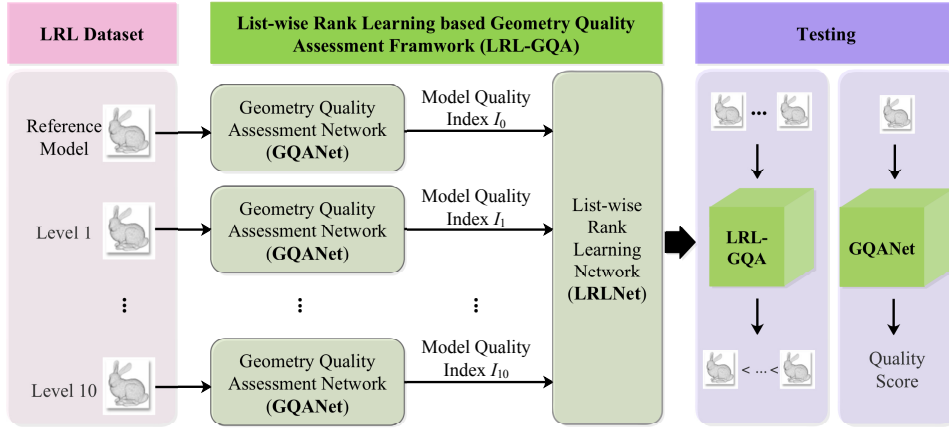 LRL Dataset
List-wise Rank Learning based Geometry Quality
Assessment Framwork (LRL-GQA)
Testing
Reference
Model
Geometry Quality
Assessment Network
(GQANet)
Model Quality
Index I0
Level 1
Geometry Quality
Assessment Network
(GQANet)
Model Quality
Index I1
⋮
⋮
⋮
Level 10
Geometry Quality
Assessment Network
(GQANet)
Model Quality
Index I10
List-wise
Rank
Learning
Network
(LRLNet)
...
LRL-
GQA
< ... <
GQANet
Quality
Score